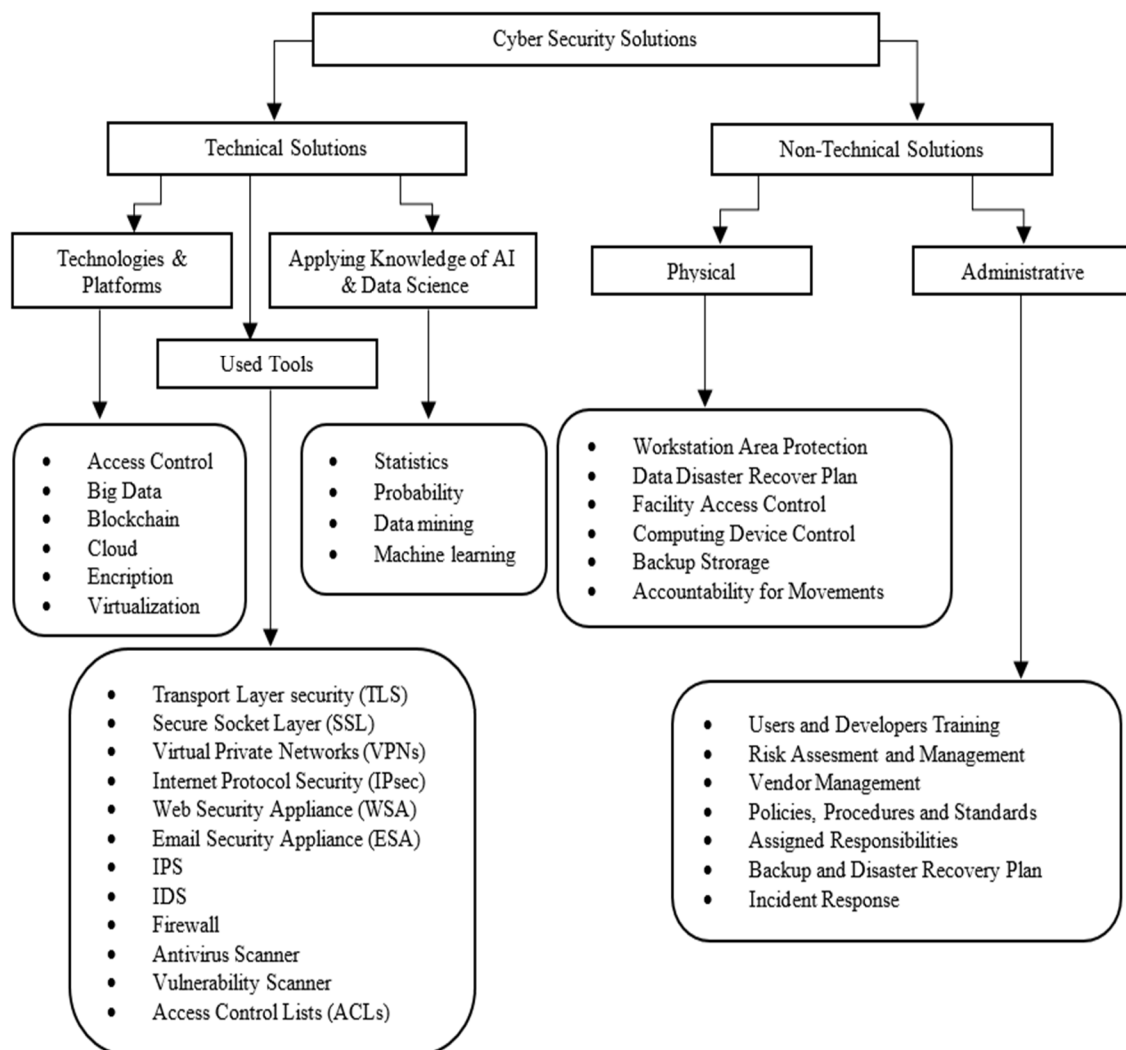 Cyber Security Solutions
Technical Solutions
Non-Technical Solutions
Technologies &
Platforms
Applying Knowledge of AI
& Data Science
Physical
Administrative
Used Tools
• Access Control
• Big Data
• Blockchain
• Cloud
• Encription
• Virtualization
• Statistics
• Probability
• Data mining
• Machine learning
• Workstation Area Protection
• Data Disaster Recover Plan
• Facility Access Control
• Computing Device Control
• Backup Strorage
• Accountability for Movements
• Transport Layer security (TLS)
• Secure Socket Layer (SSL)
• Virtual Private Networks (VPNs)
• Internet Protocol Security (IPsec)
• Web Security Appliance (WSA)
• Email Security Appliance (ESA)
• IPS
• IDS
• Firewall
• Antivirus Scanner
• Vulnerability Scanner
• Access Control Lists (ACLs)
• Users and Developers Training
• Risk Assesment and Management
• Vendor Management
• Policies, Procedures and Standards
• Assigned Responsibilities
• Backup and Disaster Recovery Plan
• Incident Response